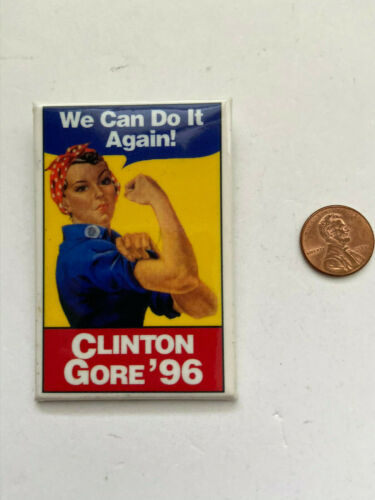 We Can Do It
Again!
CLINTON
GORE '96